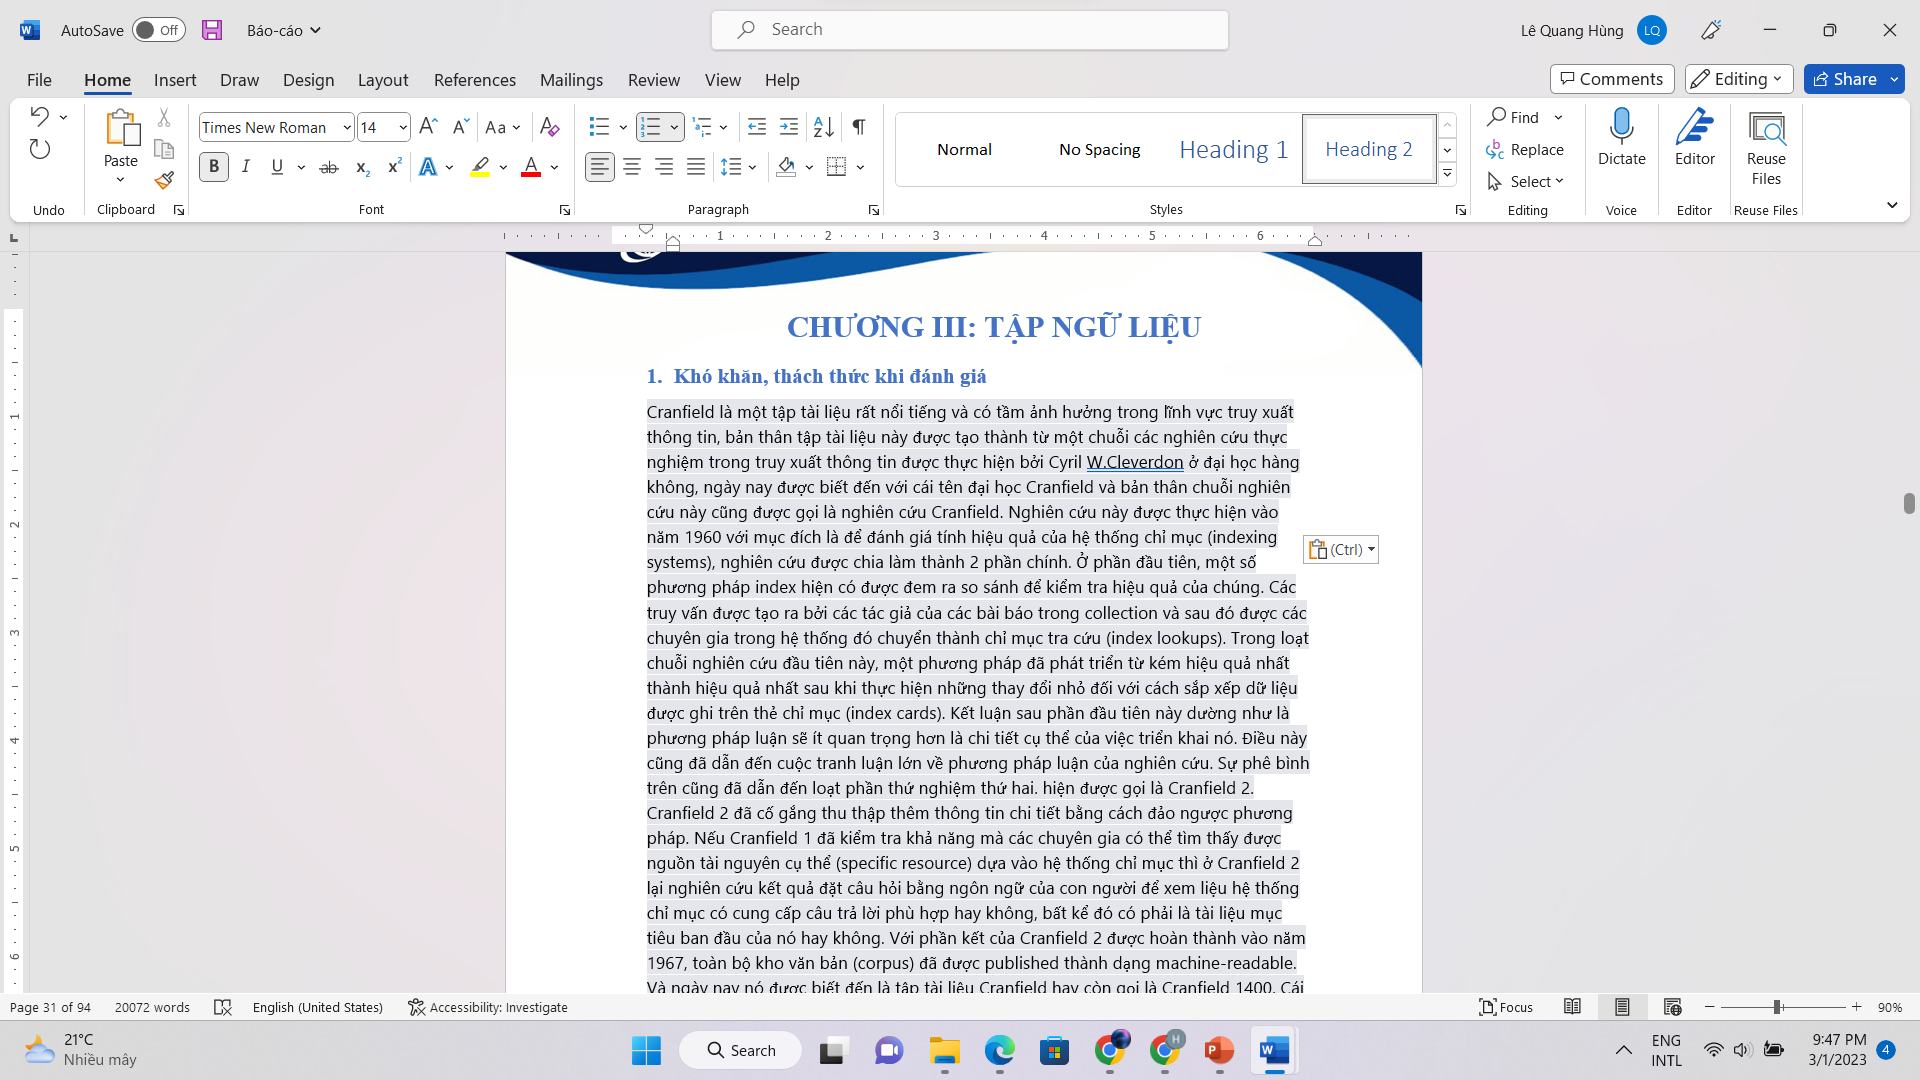 AutoSave Off Báo-cáo Search Lê Quang Hùng LQ
File Home Insert Draw Design Layout References Mailings Review View Help Comments Editing Share
Times New Roman 14
Paste
B I U ab x₂ x² A A Aa
Normal No Spacing Heading 1 Heading 2
Find
Replace
Select
Dictate
Editor
Reuse
Files
Undo Clipboard Font Paragraph Styles Editing Voice Editor Reuse Files
1 2 3 4 5 6
CHƯƠNG III: TẬP NGỮ LIỆU
1. Khó khăn, thách thức khi đánh giá
Cranfield là một tập tài liệu rất nổi tiếng và có tầm ảnh hưởng trong lĩnh vực truy xuất
thông tin, bản thân tập tài liệu này được tạo thành từ một chuỗi các nghiên cứu thực
nghiệm trong truy xuất thông tin được thực hiện bởi Cyril W.Cleverdon ở đại học hàng
không, ngày nay được biết đến với cái tên đại học Cranfield và bản thân chuỗi nghiên
cứu này cũng được gọi là nghiên cứu Cranfield. Nghiên cứu này được thực hiện vào
năm 1960 với mục đích là để đánh giá tính hiệu quả của hệ thống chỉ mục (indexing
systems), nghiên cứu được chia làm thành 2 phần chính. Ở phần đầu tiên, một số
phương pháp index hiện có được đem ra so sánh để kiểm tra hiệu quả của chúng. Các
truy vấn được tạo ra bởi các tác giả của các bài báo trong collection và sau đó được các
chuyên gia trong hệ thống đó chuyển thành chỉ mục tra cứu (index lookups). Trong loạt
chuỗi nghiên cứu đầu tiên này, một phương pháp đã phát triển từ kém hiệu quả nhất
thành hiệu quả nhất sau khi thực hiện những thay đổi nhỏ đối với cách sắp xếp dữ liệu
được ghi trên thẻ chỉ mục (index cards). Kết luận sau phần đầu tiên này dường như là
phương pháp luận sẽ ít quan trọng hơn là chi tiết cụ thể của việc triển khai nó. Điều này
cũng đã dẫn đến cuộc tranh luận lớn về phương pháp luận của nghiên cứu. Sự phê bình
trên cũng đã dẫn đến loạt phần thứ nghiệm thứ hai. hiện được gọi là Cranfield 2.
Cranfield 2 đã cố gắng thu thập thêm thông tin chi tiết bằng cách đảo ngược phương
pháp. Nếu Cranfield 1 đã kiểm tra khả năng mà các chuyên gia có thể tìm thấy được
nguồn tài nguyên cụ thể (specific resource) dựa vào hệ thống chỉ mục thì ở Cranfield 2
lại nghiên cứu kết quả đặt câu hỏi bằng ngôn ngữ của con người để xem liệu hệ thống
chỉ mục có cung cấp câu trả lời phù hợp hay không, bất kể đó có phải là tài liệu mục
tiêu ban đầu của nó hay không. Với phần kết của Cranfield 2 được hoàn thành vào năm
1967, toàn bộ kho văn bản (corpus) đã được published thành dạng machine-readable.
Và ngày nay nó được biết đến là tập tài liệu Cranfield hay còn gọi là Cranfield 1400. Cái
(Ctrl)
1
2
3
4
5
6
Page 31 of 94 20072 words English (United States) Accessibility: Investigate Focus 90%
21°C
Nhiều mây
Search
H
ENG
INTL
9:47 PM
3/1/2023
4